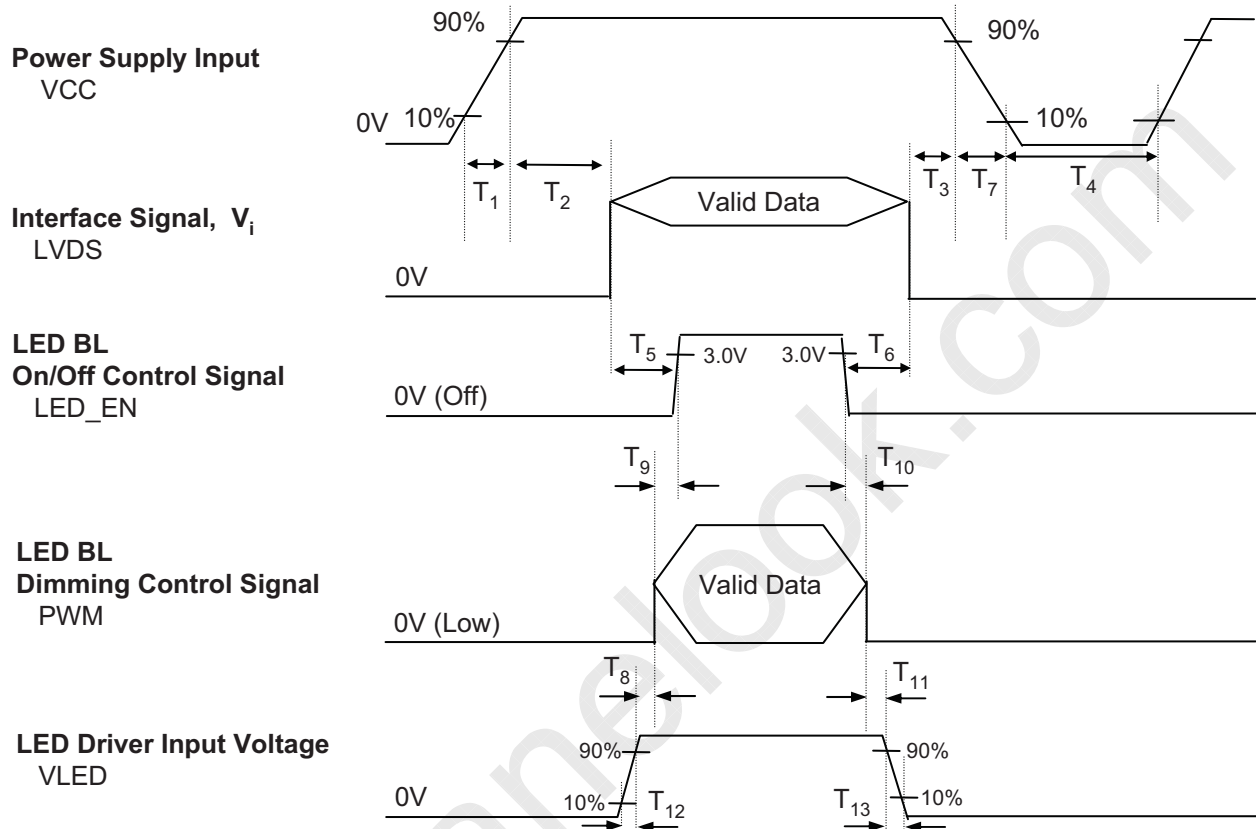 90%
90%
Power Supply Input
VCC
0V
10%
10%
T1
T2
T3
T7
T4
Valid Data
Interface Signal, Vi
LVDS
0V
LED BL
On/Off Control Signal
LED_EN
T5
3.0V
3.0V
T6
0V (Off)
T9
T10
LED BL
Dimming Control Signal
PWM
Valid Data
0V (Low)
T8
T11
LED Driver Input Voltage
VLED
90%
90%
0V
10%
T12
T13
10%
nelook.com